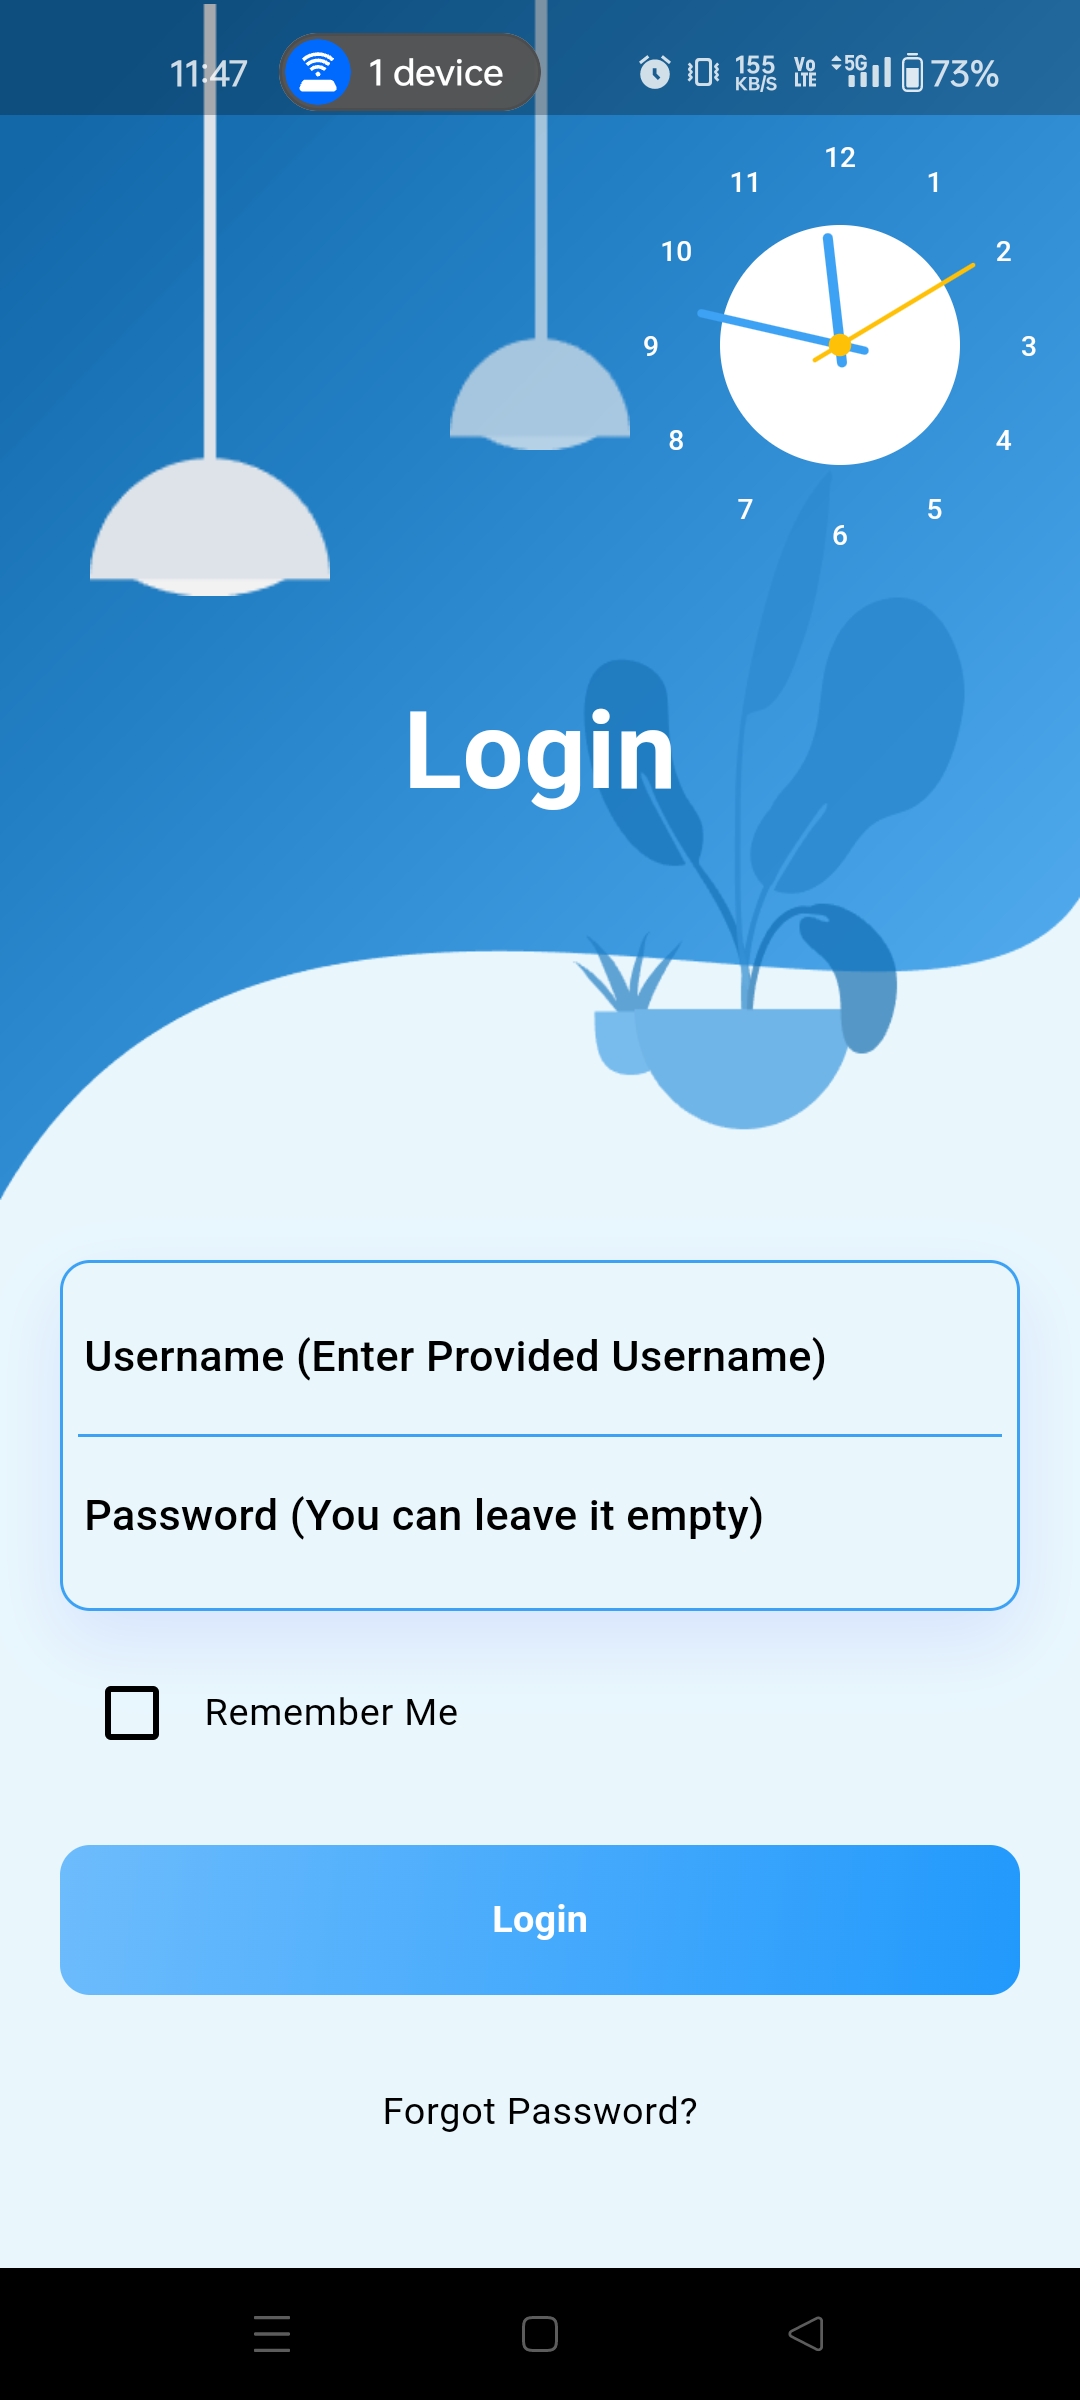 11:47 1 device 155 KB/S Vo LTE 5G 73%
12
11 1
10 2
9 3
8 4
7 5
6
Login
Username (Enter Provided Username)
Password (You can leave it empty)
Remember Me
Login
Forgot Password?